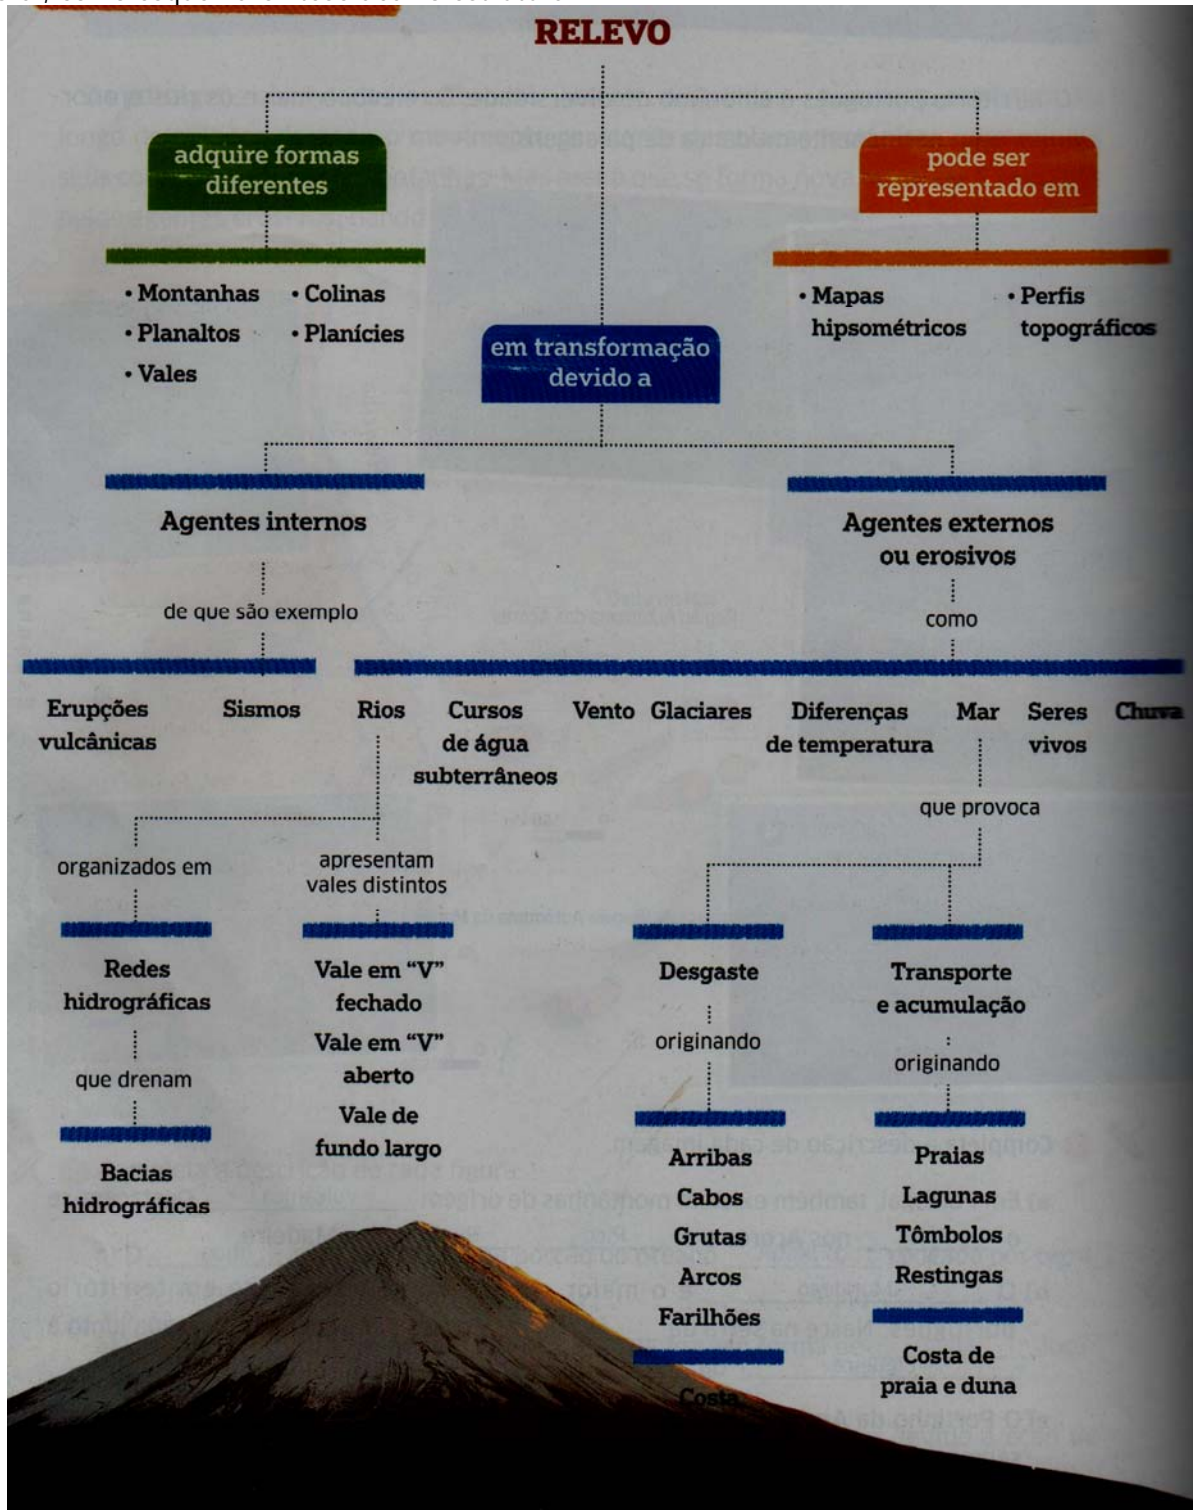 RELEVO
adquire formas
diferentes
pode ser
representado em
• Montanhas
• Colinas
• Planaltos
• Planícies
• Vales
• Mapas
hipsométricos
• Perfis
topográficos
em transformação
devido a
Agentes internos
Agentes externos
ou erosivos
de que são exemplo
como
Erupções
vulcânicas
Sismos
Rios
Cursos
de água
subterrâneos
Vento
Glaciares
Diferenças
de temperatura
Mar
Seres
vivos
Chuva
que provoca
organizados em
apresentam
vales distintos
Redes
hidrográficas
Vale em “V”
fechado
Vale em “V”
aberto
Vale de
fundo largo
que drenam
Bacias
hidrográficas
Desgaste
originando
Arribas
Cabos
Grutas
Arcos
Farilhões
Costa
Transporte
e acumulação
originando
Praias
Lagunas
Tômbolos
Restingas
Costa de
praia e duna